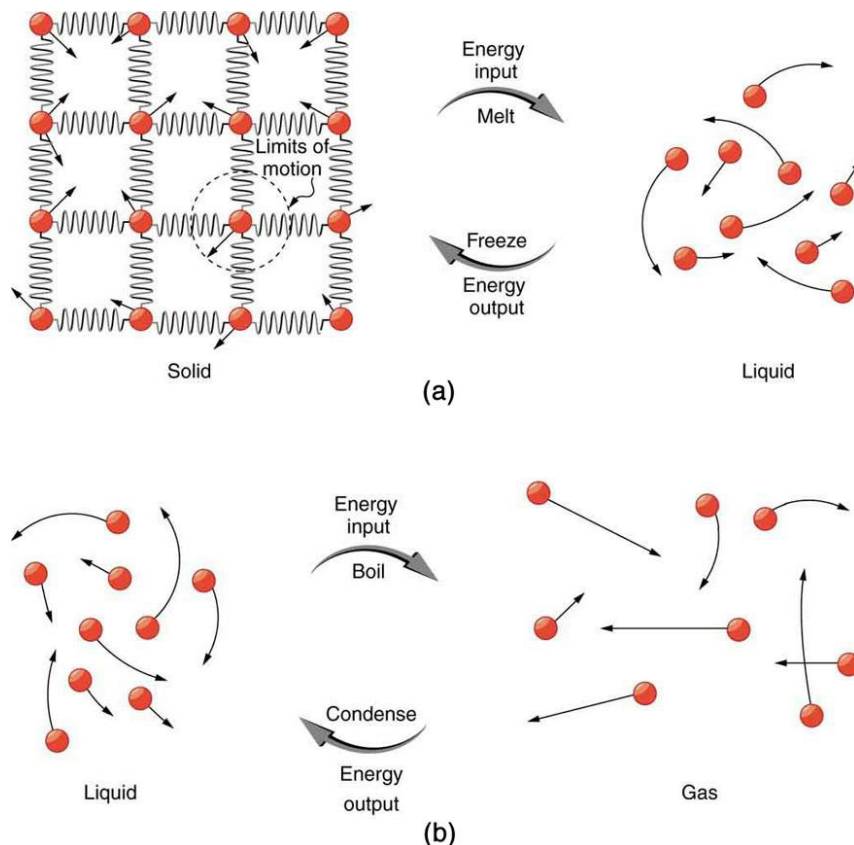 Energy
input
Melt
Limits of
motion
Freeze
Energy
output
Solid
Liquid
(a)
Energy
input
Boil
Condense
Energy
output
Liquid
Gas
(b)